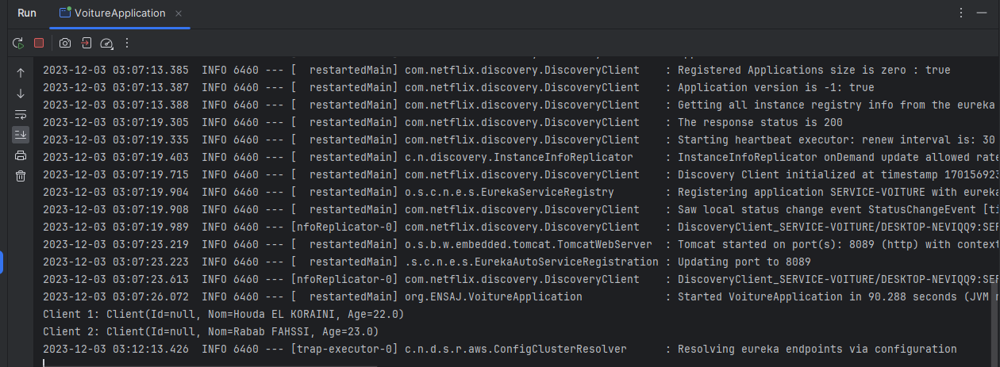 Run VoitureApplication
2023-12-03 03:07:13.385 INFO 6460 --- [ restartedMain] com.netflix.discovery.DiscoveryClient : Registered Applications size is zero : true
2023-12-03 03:07:13.387 INFO 6460 --- [ restartedMain] com.netflix.discovery.DiscoveryClient : Application version is -1: true
2023-12-03 03:07:13.388 INFO 6460 --- [ restartedMain] com.netflix.discovery.DiscoveryClient : Getting all instance registry info from the eureka
2023-12-03 03:07:19.305 INFO 6460 --- [ restartedMain] com.netflix.discovery.DiscoveryClient : The response status is 200
2023-12-03 03:07:19.335 INFO 6460 --- [ restartedMain] com.netflix.discovery.DiscoveryClient : Starting heartbeat executor: renew interval is: 30
2023-12-03 03:07:19.403 INFO 6460 --- [ restartedMain] c.n.discovery.InstanceInfoReplicator : InstanceInfoReplicator onDemand update allowed rate
2023-12-03 03:07:19.715 INFO 6460 --- [ restartedMain] com.netflix.discovery.DiscoveryClient : Discovery Client initialized at timestamp 170156923
2023-12-03 03:07:19.904 INFO 6460 --- [ restartedMain] o.s.c.n.e.s.EurekaServiceRegistry : Registering application SERVICE-VOITURE with eureka
2023-12-03 03:07:19.908 INFO 6460 --- [ restartedMain] com.netflix.discovery.DiscoveryClient : Saw local status change event StatusChangeEvent [ti
2023-12-03 03:07:19.989 INFO 6460 --- [nfoReplicator-0] com.netflix.discovery.DiscoveryClient : DiscoveryClient_SERVICE-VOITURE/DESKTOP-NEVIQQ9:SER
2023-12-03 03:07:23.219 INFO 6460 --- [ restartedMain] o.s.b.w.embedded.tomcat.TomcatWebServer : Tomcat started on port(s): 8089 (http) with context
2023-12-03 03:07:23.223 INFO 6460 --- [ restartedMain] .s.c.n.e.s.EurekaAutoServiceRegistration : Updating port to 8089
2023-12-03 03:07:23.613 INFO 6460 --- [nfoReplicator-0] com.netflix.discovery.DiscoveryClient : DiscoveryClient_SERVICE-VOITURE/DESKTOP-NEVIQQ9:SER
2023-12-03 03:07:26.072 INFO 6460 --- [ restartedMain] org.ENSAJ.VoitureApplication : Started VoitureApplication in 90.288 seconds (JVM r
Client 1: Client(Id=null, Nom=Houda EL KORAINI, Age=22.0)
Client 2: Client(Id=null, Nom=Rabab FAHSSI, Age=23.0)
2023-12-03 03:12:13.426 INFO 6460 --- [trap-executor-0] c.n.d.s.r.aws.ConfigClusterResolver : Resolving eureka endpoints via configuration